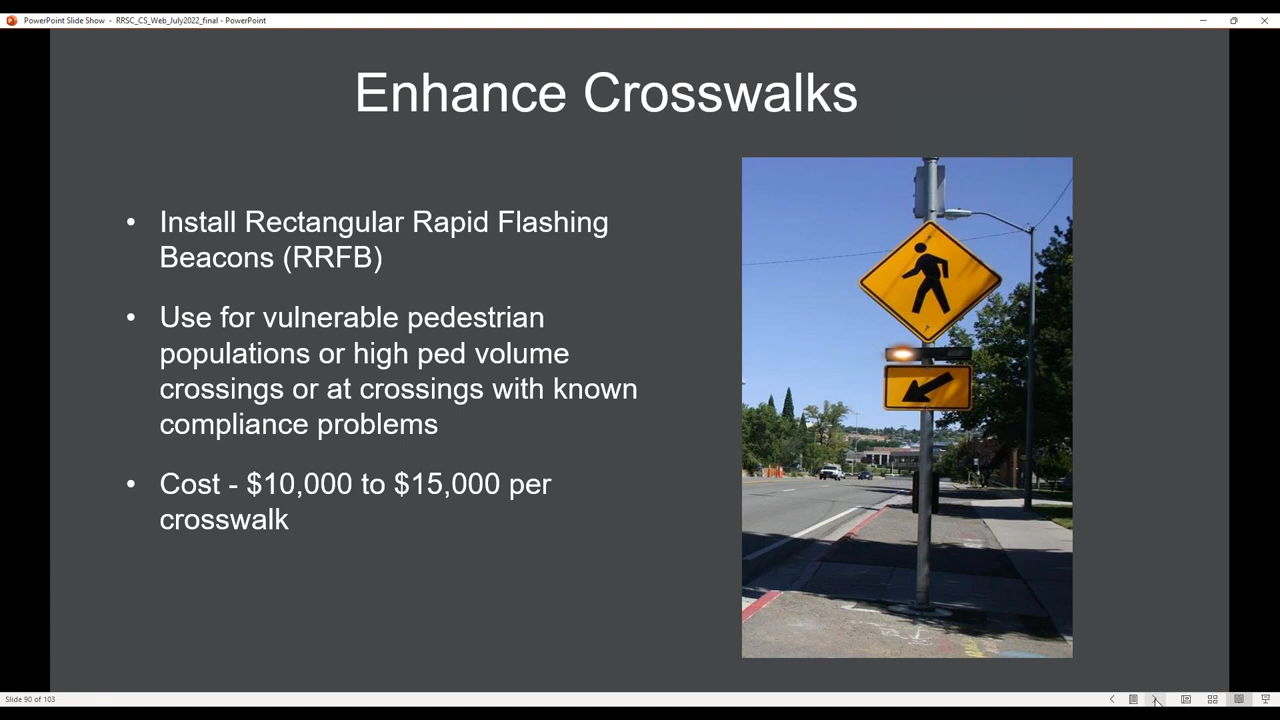 PowerPoint Slide Show - RRSC_CS_Web_July2022_final - PowerPoint
Enhance Crosswalks
• Install Rectangular Rapid Flashing
Beacons (RRFB)
• Use for vulnerable pedestrian
populations or high ped volume
crossings or at crossings with known
compliance problems
• Cost - $10,000 to $15,000 per
crosswalk
Slide 90 of 103